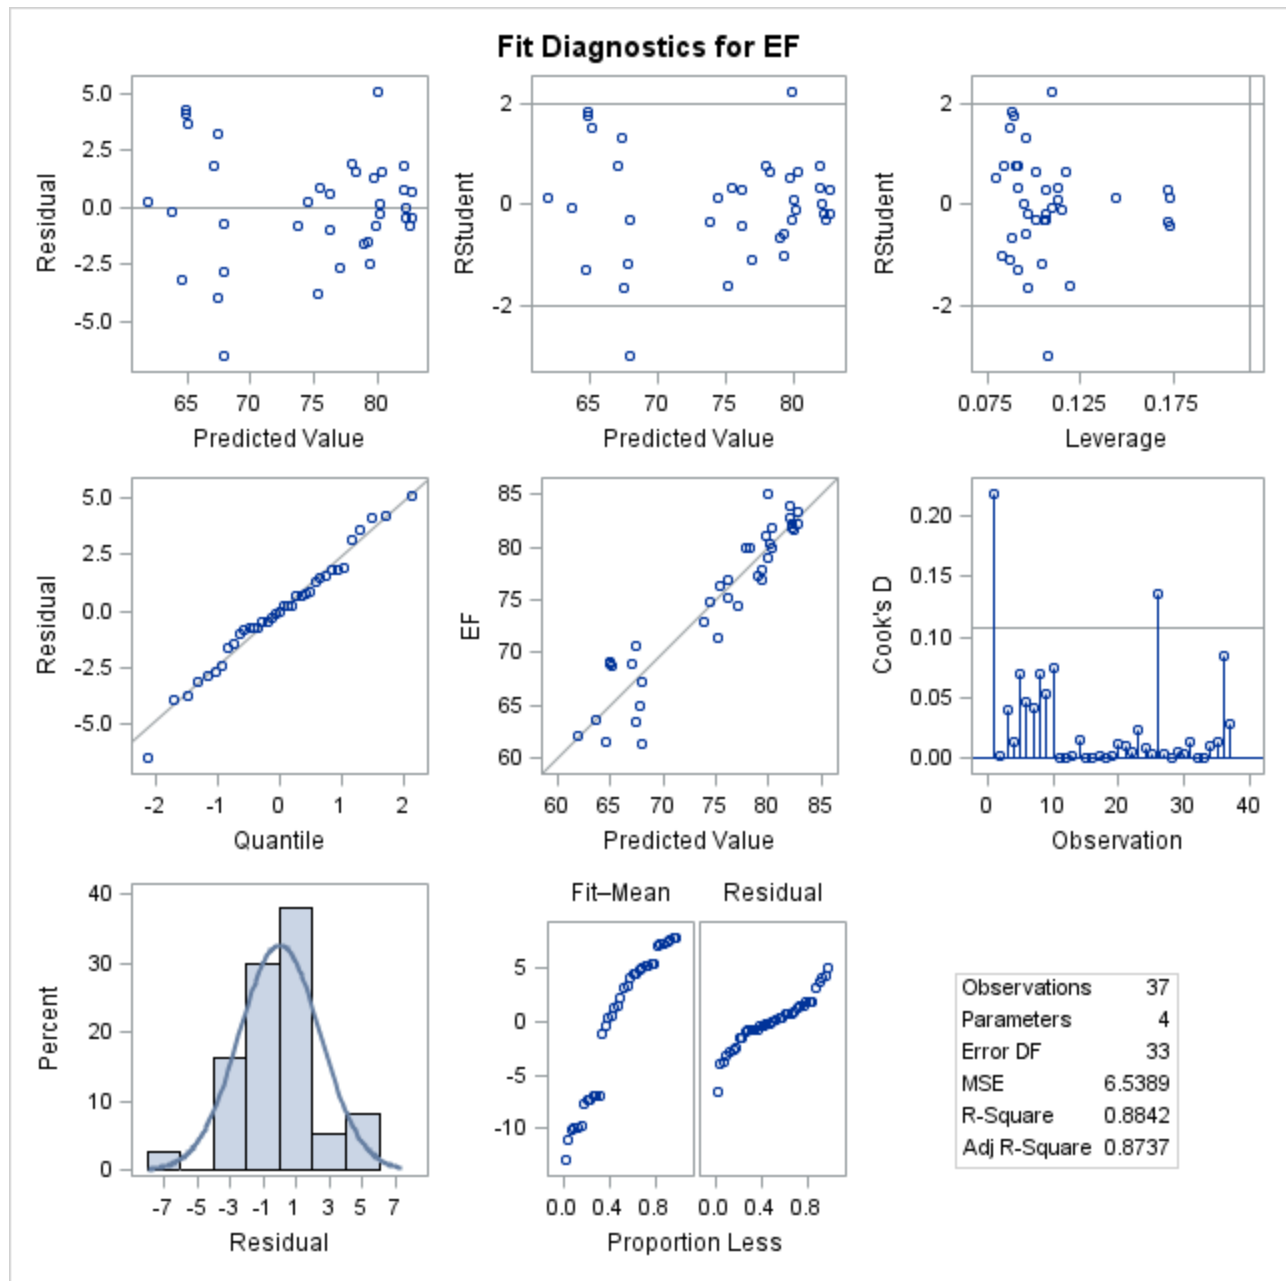 Fit Diagnostics for EF
5.0
2.5
0.0
-2.5
-5.0
Residual
65 70 75 80
Predicted Value
2
0
-2
RStudent
65 70 75 80
Predicted Value
2
0
-2
RStudent
0.075 0.125 0.175
Leverage
5.0
2.5
0.0
-2.5
-5.0
Residual
-2 -1 0 1 2
Quantile
85
80
75
70
65
60
EF
60 65 70 75 80 85
Predicted Value
0.20
0.15
0.10
0.05
0.00
Cook's D
0 10 20 30 40
Observation
40
30
20
10
0
Percent
-7 -5 -3 -1 1 3 5 7
Residual
Fit–Mean Residual
5
0
-5
-10
0.0 0.4 0.8 0.0 0.4 0.8
Proportion Less
Observations 37
Parameters 4
Error DF 33
MSE 6.5389
R-Square 0.8842
Adj R-Square 0.8737